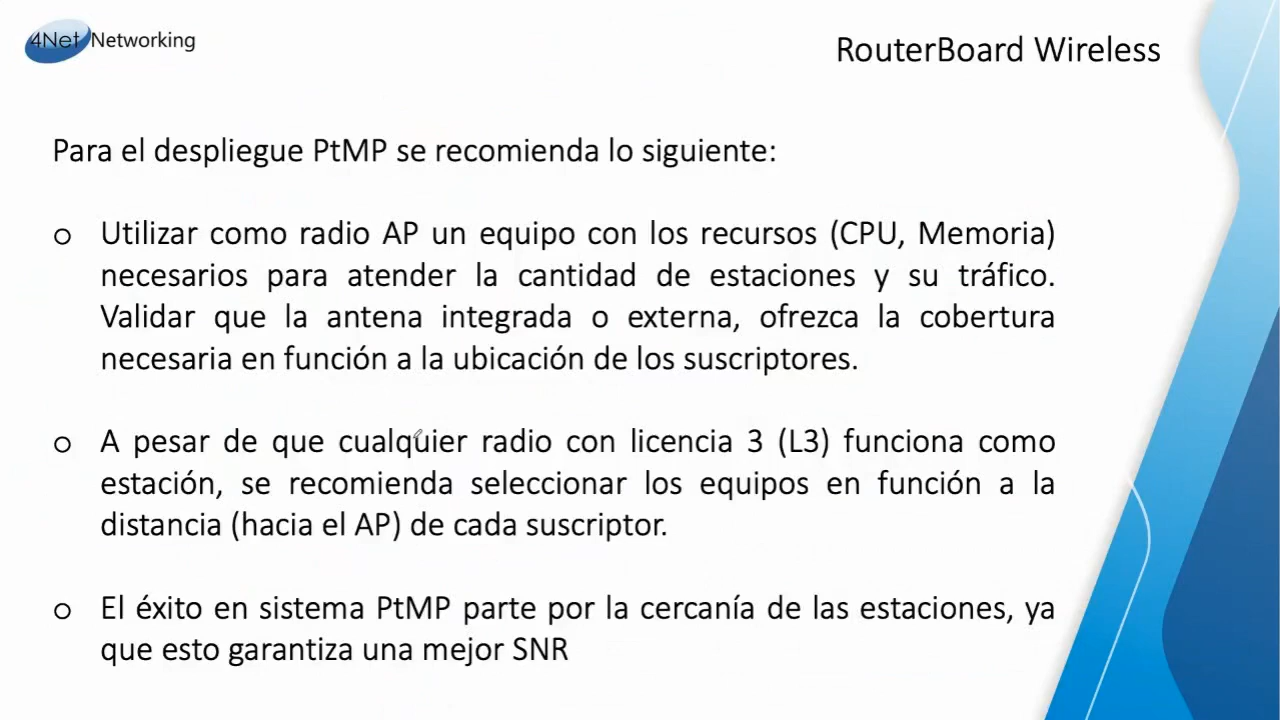 4Net Networking
RouterBoard Wireless
Para el despliegue PtMP se recomienda lo siguiente:
o Utilizar como radio AP un equipo con los recursos (CPU, Memoria)
necesarios para atender la cantidad de estaciones y su tráfico.
Validar que la antena integrada o externa, ofrezca la cobertura
necesaria en función a la ubicación de los suscriptores.
o A pesar de que cualquier radio con licencia 3 (L3) funciona como
estación, se recomienda seleccionar los equipos en función a la
distancia (hacia el AP) de cada suscriptor.
o El éxito en sistema PtMP parte por la cercanía de las estaciones, ya
que esto garantiza una mejor SNR